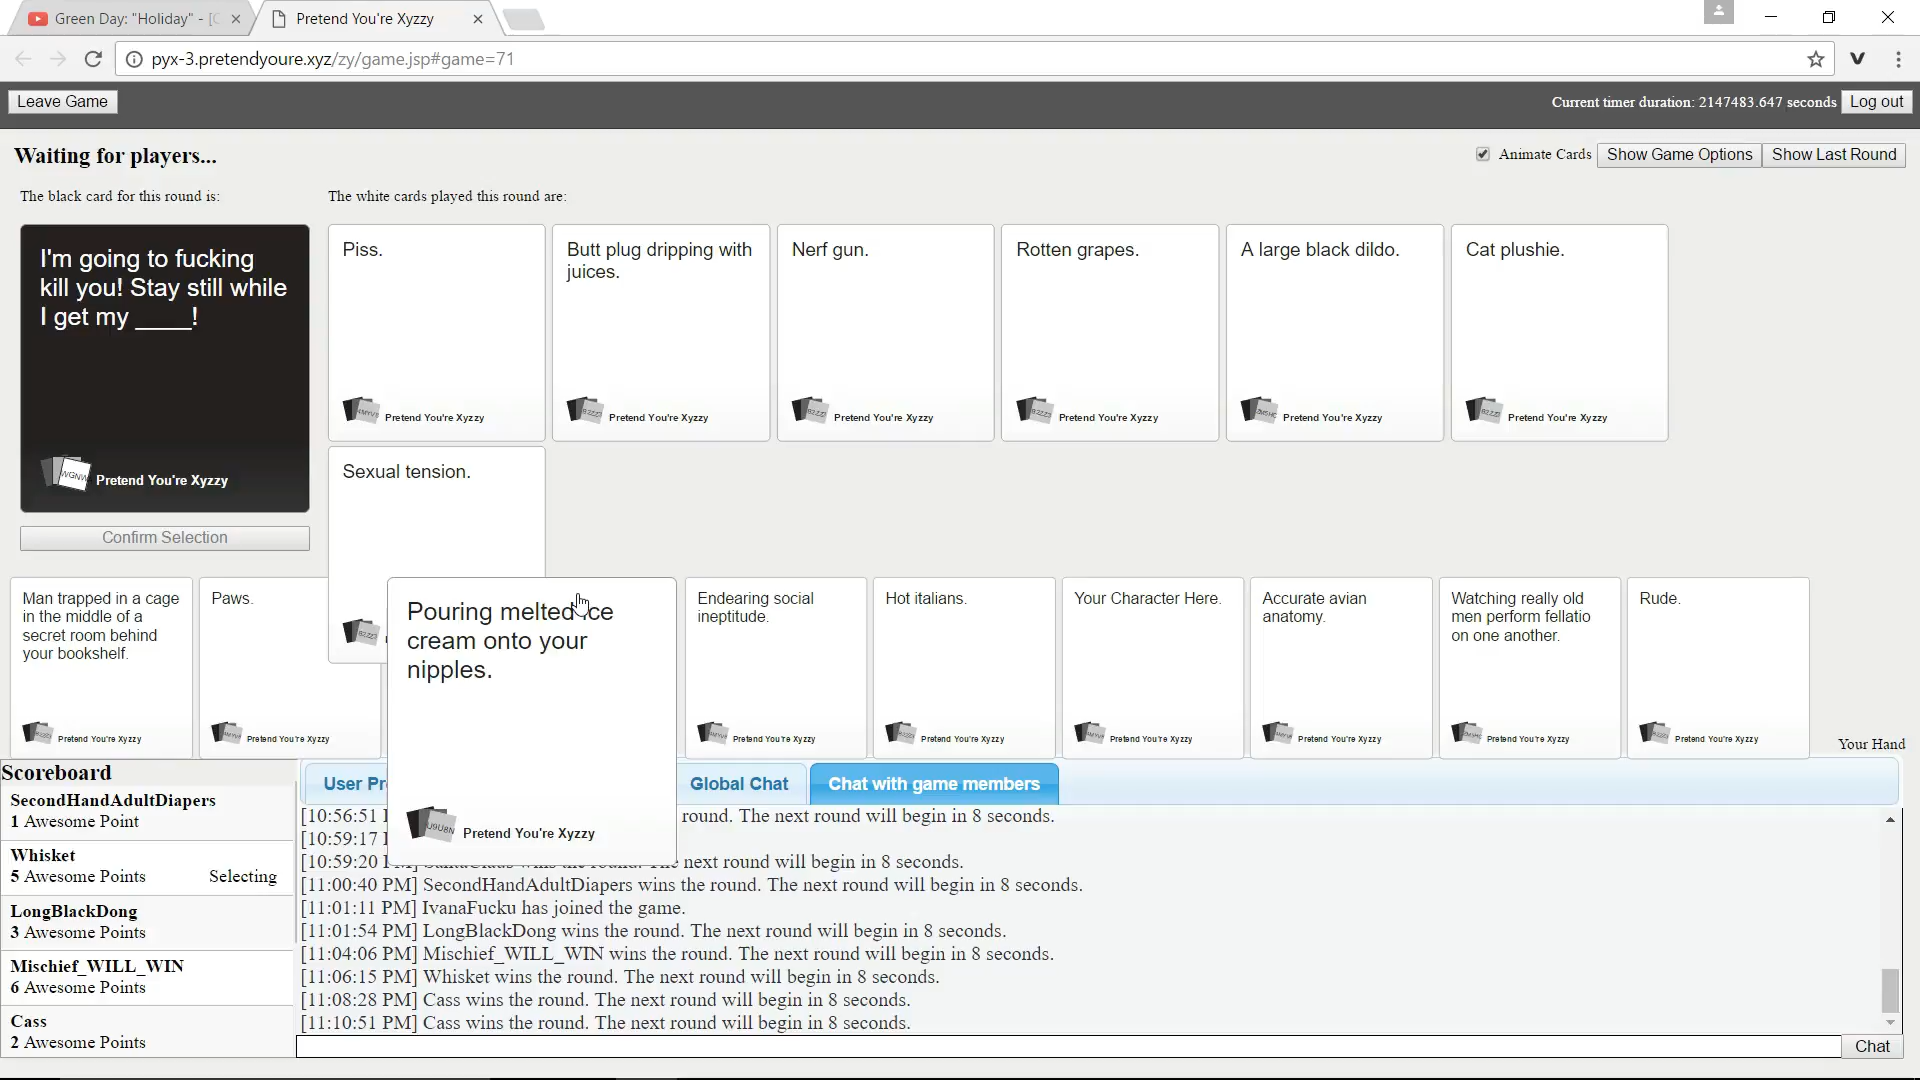 Green Day: "Holiday" - [
Pretend You're Xyzzy
pyx-3.pretendyoure.xyz/zy/game.jsp#game=71
Leave Game
Current timer duration: 2147483.647 seconds
Log out
Waiting for players...
Animate Cards
Show Game Options
Show Last Round
The black card for this round is:
The white cards played this round are:
I'm going to fucking
kill you! Stay still while
I get my ____!
WGNW
Pretend You're Xyzzy
Confirm Selection
Piss.
Pretend You're Xyzzy
Butt plug dripping with
juices.
Pretend You're Xyzzy
Nerf gun.
Pretend You're Xyzzy
Rotten grapes.
Pretend You're Xyzzy
A large black dildo.
Pretend You're Xyzzy
Cat plushie.
Pretend You're Xyzzy
Sexual tension.
Man trapped in a cage
in the middle of a
secret room behind
your bookshelf.
Pretend You're Xyzzy
Paws.
Pretend You're Xyzzy
Pouring melted ice
cream onto your
nipples.
U9U8N
Pretend You're Xyzzy
Endearing social
ineptitude.
Pretend You're Xyzzy
Hot italians.
Pretend You're Xyzzy
Your Character Here.
Pretend You're Xyzzy
Accurate avian
anatomy.
Pretend You're Xyzzy
Watching really old
men perform fellatio
on one another.
Pretend You're Xyzzy
Rude.
Pretend You're Xyzzy
Your Hand
Scoreboard
SecondHandAdultDiapers
1 Awesome Point
Whisket
5 Awesome Points
Selecting
LongBlackDong
3 Awesome Points
Mischief_WILL_WIN
6 Awesome Points
Cass
2 Awesome Points
User Pr
Global Chat
Chat with game members
[10:56:51 round. The next round will begin in 8 seconds.
[10:59:17
[10:59:20 next round will begin in 8 seconds.
[11:00:40 PM] SecondHandAdultDiapers wins the round. The next round will begin in 8 seconds.
[11:01:11 PM] IvanaFucku has joined the game.
[11:01:54 PM] LongBlackDong wins the round. The next round will begin in 8 seconds.
[11:04:06 PM] Mischief_WILL_WIN wins the round. The next round will begin in 8 seconds.
[11:06:15 PM] Whisket wins the round. The next round will begin in 8 seconds.
[11:08:28 PM] Cass wins the round. The next round will begin in 8 seconds.
[11:10:51 PM] Cass wins the round. The next round will begin in 8 seconds.
Chat